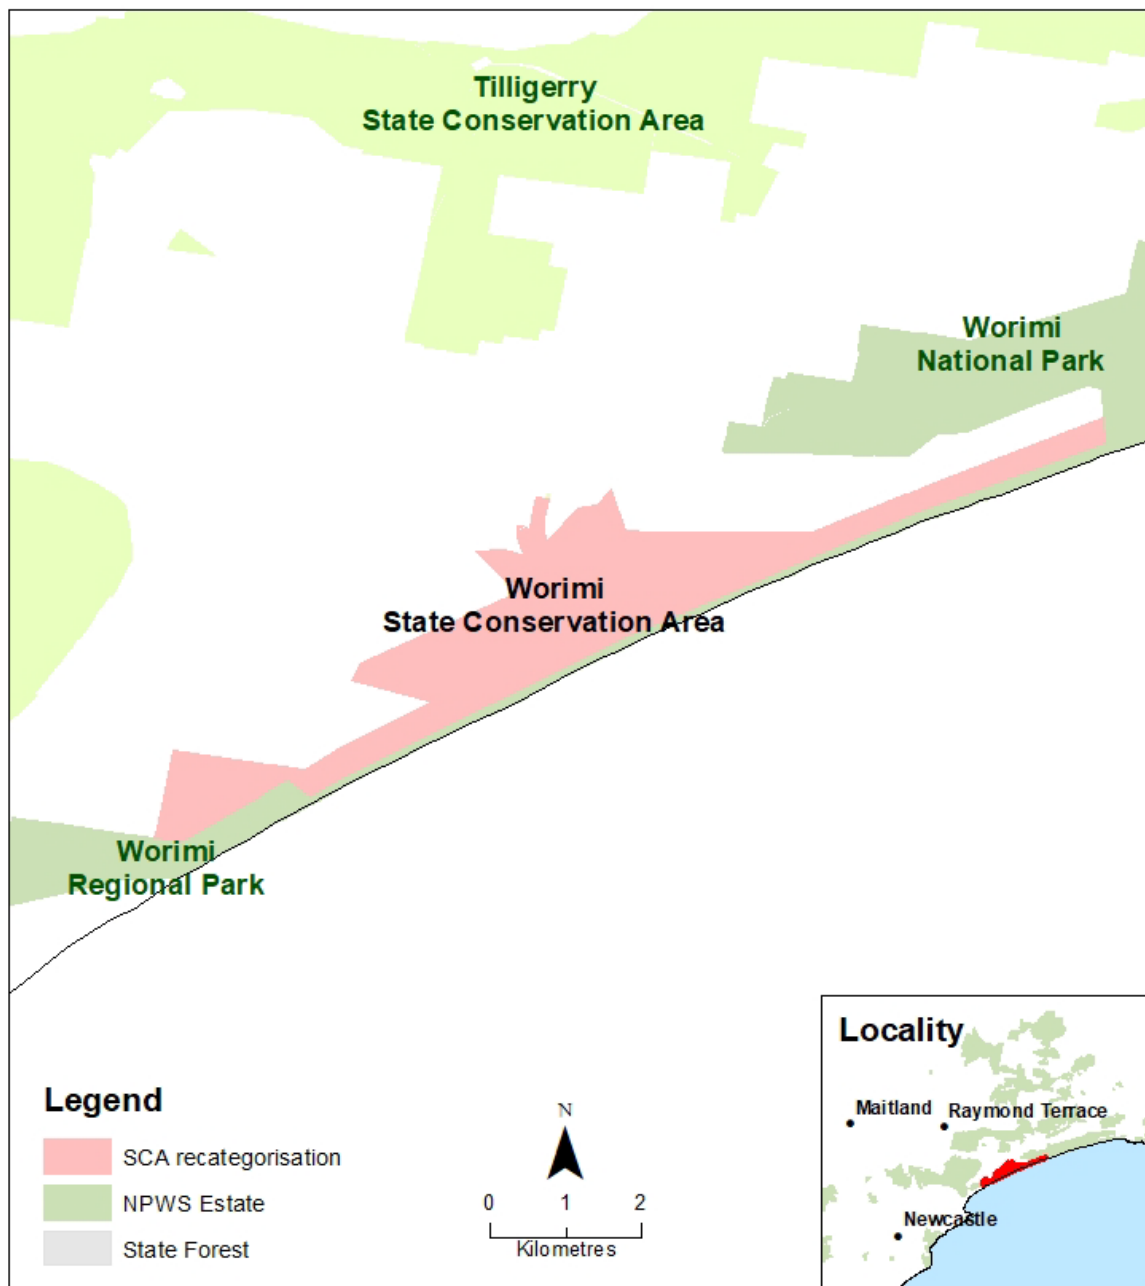 Tilligerry
State Conservation Area
Worimi
National Park
Worimi
State Conservation Area
Worimi
Regional Park
Legend
SCA recategorisation
NPWS Estate
State Forest
N
0 1 2
Kilometres
Locality
Maitland
Raymond Terrace
Newcastle